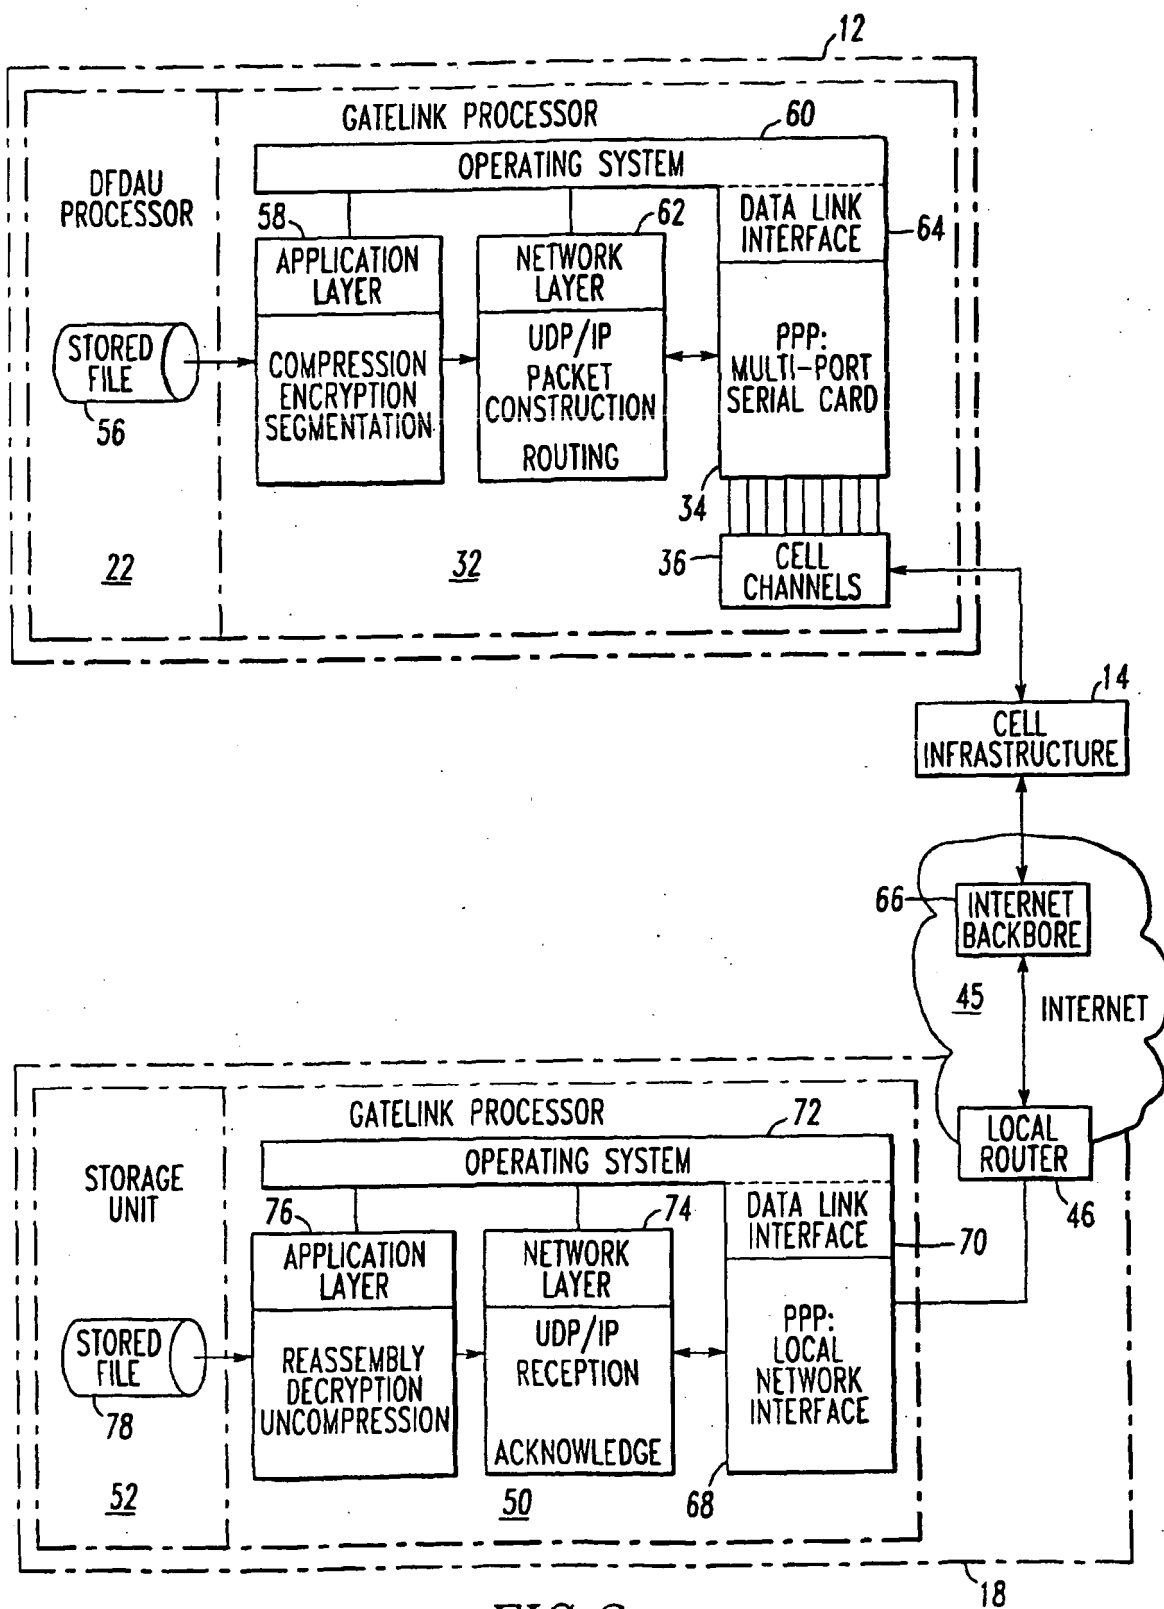 12
GATELINK PROCESSOR
60
OPERATING SYSTEM
DFDAU
PROCESSOR
58
62
DATA LINK
INTERFACE
64
APPLICATION
LAYER
NETWORK
LAYER
STORED
FILE
56
COMPRESSION
ENCRYPTION
SEGMENTATION
UDP/IP
PACKET
CONSTRUCTION
ROUTING
PPP:
MULTI-PORT
SERIAL CARD
34
22
32
36
CELL
CHANNELS
14
CELL
INFRASTRUCTURE
66
INTERNET
BACKBORE
45
INTERNET
GATELINK PROCESSOR
72
OPERATING SYSTEM
LOCAL
ROUTER
46
STORAGE
UNIT
76
74
DATA LINK
INTERFACE
70
APPLICATION
LAYER
NETWORK
LAYER
STORED
FILE
78
REASSEMBLY
DECRYPTION
UNCOMPRESSION
UDP/IP
RECEPTION
ACKNOWLEDGE
PPP:
LOCAL
NETWORK
INTERFACE
68
52
50
18